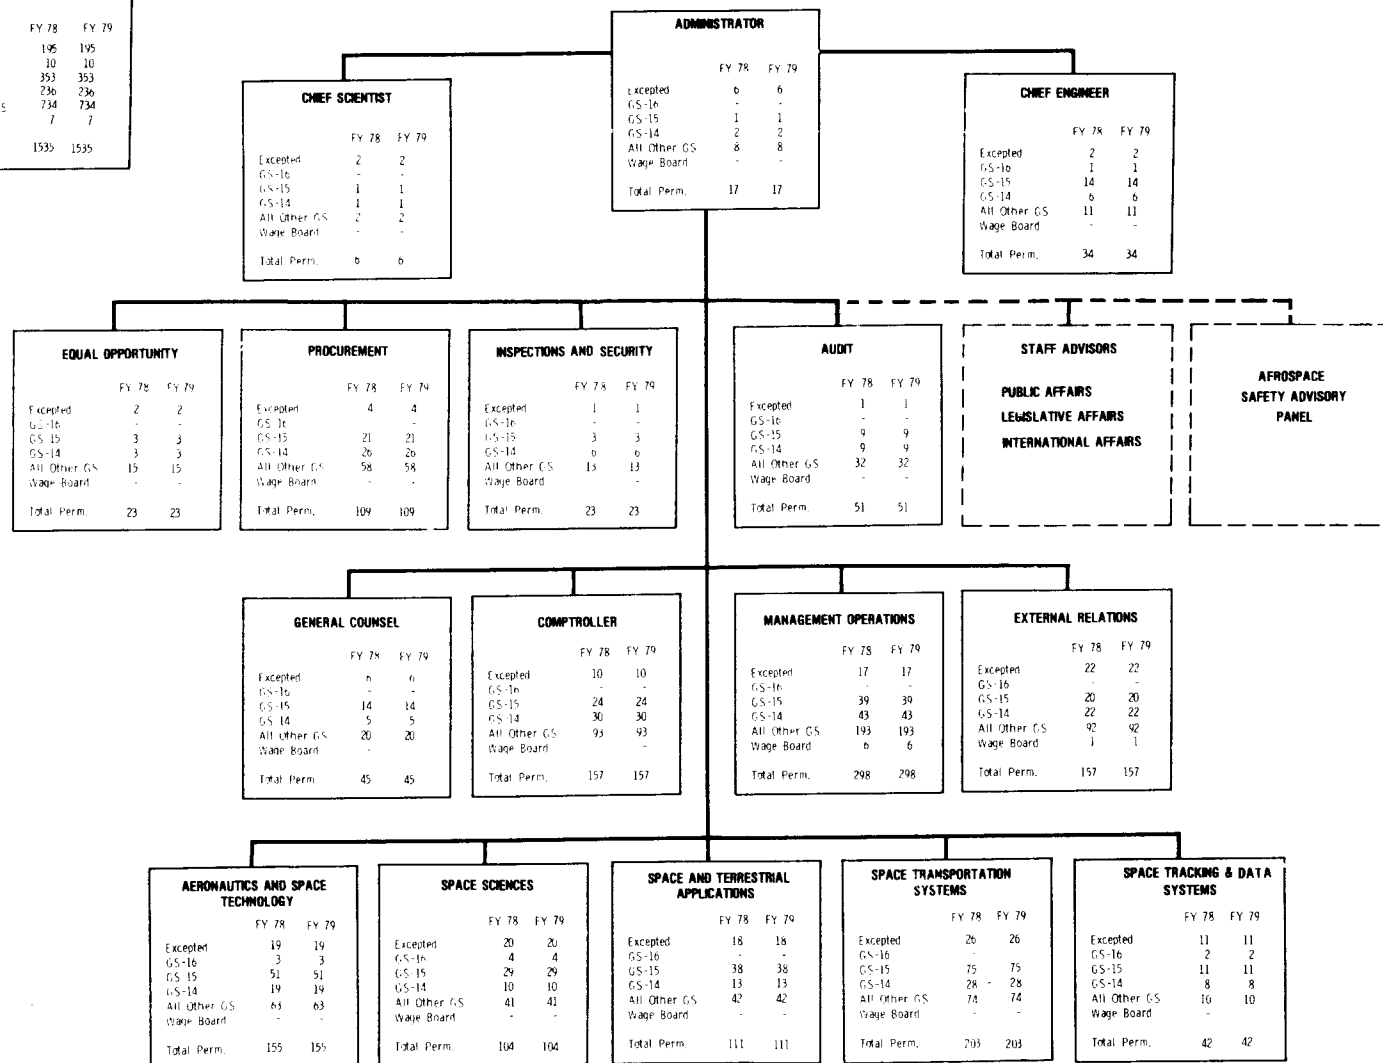 FY 78 FY 79
195 195
10 10
353 353
236 236
S 734 734
7 7
1535 1535
ADMINISTRATOR
FY 78 FY 79
Excepted 6 6
GS-16 - -
GS-15 1 1
GS-14 2 2
All Other GS 8 8
Wage Board - -
Total Perm. 17 17
CHIEF SCIENTIST
FY 78 FY 79
Excepted 2 2
GS-16 - -
GS-15 1 1
GS-14 1 1
All Other GS 2 2
Wage Board - -
Total Perm. 6 6
CHIEF ENGINEER
FY 78 FY 79
Excepted 2 2
GS-16 1 1
GS-15 14 14
GS-14 6 6
All Other GS 11 11
Wage Board - -
Total Perm. 34 34
EQUAL OPPORTUNITY
FY 78 FY 79
Excepted 2 2
GS-16 - -
GS-15 3 3
GS-14 3 3
All Other GS 15 15
Wage Board - -
Total Perm. 23 23
PROCUREMENT
FY 78 FY 79
Excepted 4 4
GS-16 -
GS-15 21 21
GS-14 26 26
All Other GS 58 58
Wage Board - -
Total Perm. 109 109
INSPECTIONS AND SECURITY
FY 78 FY 79
Excepted 1 1
GS-16 - -
GS-15 3 3
GS-14 6 6
All Other GS 13 13
Wage Board -
Total Perm. 23 23
AUDIT
FY 78 FY 79
Excepted 1 1
GS-16 - -
GS-15 9 9
GS-14 9 9
All Other GS 32 32
Wage Board - -
Total Perm. 51 51
STAFF ADVISORS
PUBLIC AFFAIRS
LEGISLATIVE AFFAIRS
INTERNATIONAL AFFAIRS
AFROSPACE
SAFETY ADVISORY
PANEL
GENERAL COUNSEL
FY 78 FY 79
Excepted 6 6
GS-16 - -
GS-15 14 14
GS-14 5 5
All Other GS 20 20
Wage Board -
Total Perm 45 45
COMPTROLLER
FY 78 FY 79
Excepted 10 10
GS-16 - -
GS-15 24 24
GS-14 30 30
All Other GS 93 93
Wage Board -
Total Perm. 157 157
MANAGEMENT OPERATIONS
FY 78 FY 79
Excepted 17 17
GS-16 - -
GS-15 39 39
GS-14 43 43
All Other GS 193 193
Wage Board 6 6
Total Perm. 298 298
EXTERNAL RELATIONS
FY 78 FY 79
Excepted 22 22
GS-16 - -
GS-15 20 20
GS-14 22 22
All Other GS 92 92
Wage Board 1 1
Total Perm. 157 157
AERONAUTICS AND SPACE
TECHNOLOGY
FY 78 FY 79
Excepted 19 19
GS-16 3 3
GS-15 51 51
GS-14 19 19
All Other GS 63 63
Wage Board - -
Total Perm. 155 155
SPACE SCIENCES
FY 78 FY 79
Excepted 20 20
GS-16 4 4
GS-15 29 29
GS-14 10 10
All Other GS 41 41
Wage Board - -
Total Perm. 104 104
SPACE AND TERRESTRIAL
APPLICATIONS
FY 78 FY 79
Excepted 18 18
GS-16 - -
GS-15 38 38
GS-14 13 13
All Other GS 42 42
Wage Board - -
Total Perm. 111 111
SPACE TRANSPORTATION
SYSTEMS
FY 78 FY 79
Excepted 26 26
GS-16 -
GS-15 75 75
GS-14 28 - 28
All Other GS 74 74
Wage Board - -
Total Perm. 203 203
SPACE TRACKING & DATA
SYSTEMS
FY 78 FY 79
Excepted 11 11
GS-16 2 2
GS-15 11 11
GS-14 8 8
All Other GS 10 10
Wage Board - -
Total Perm. 42 42